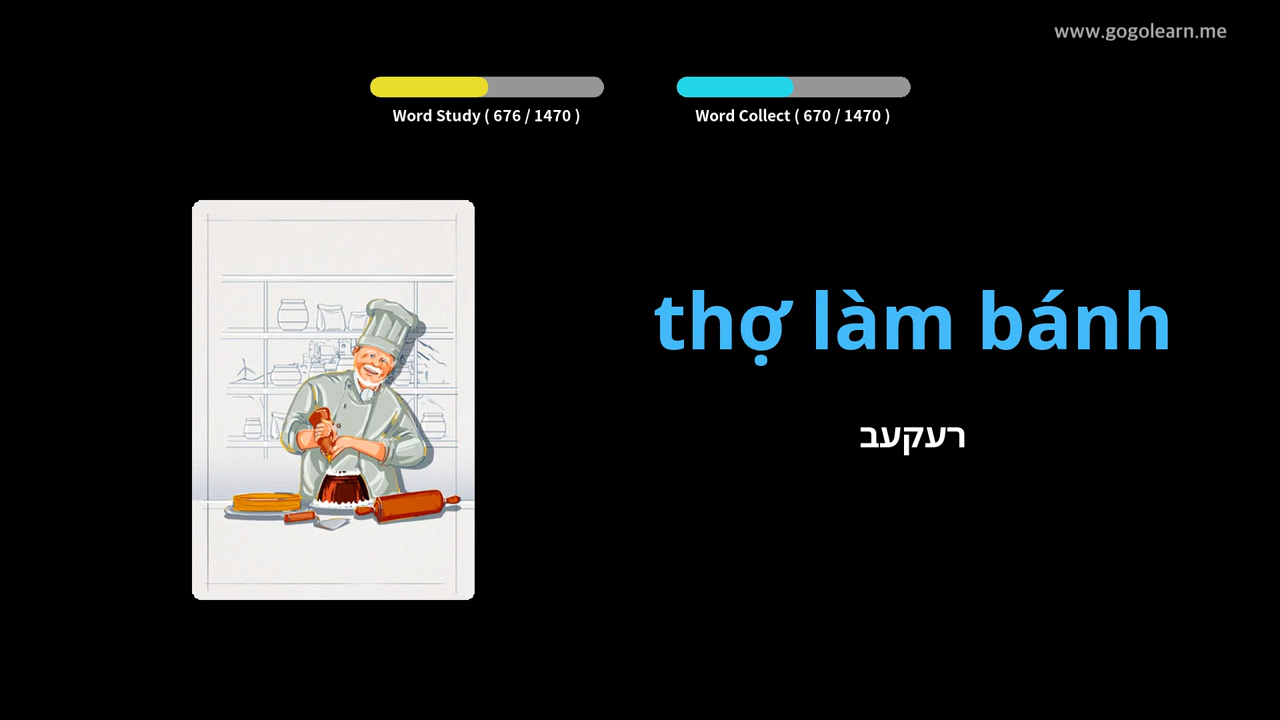 www.gogolearn.me
Word Study ( 676 / 1470 )
Word Collect ( 670 / 1470 )
thợ làm bánh
רעקעב